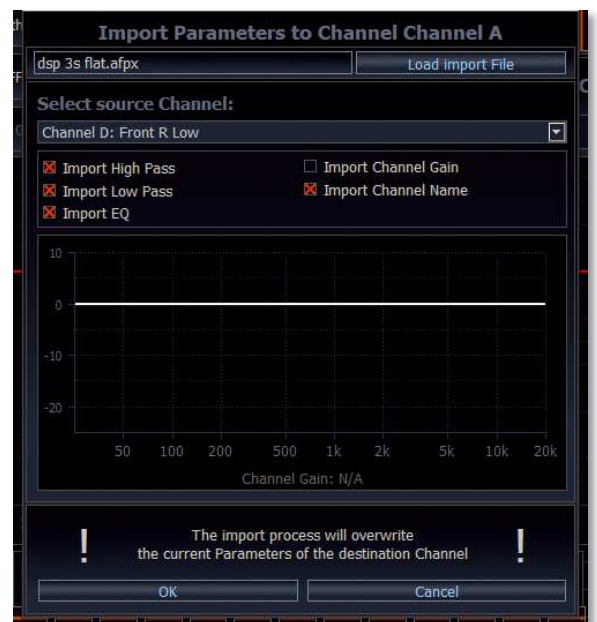 Import Parameters to Channel Channel A
dsp 3s flat.afpx
Load import File
Select source Channel:
Channel D: Front R Low
Import High Pass
Import Channel Gain
Import Low Pass
Import Channel Name
Import EQ
10
0
-10
-20
50 100 200 500 1k 2k 5k 10k 20k
Channel Gain: N/A
! The import process will overwrite !
the current Parameters of the destination Channel
OK Cancel